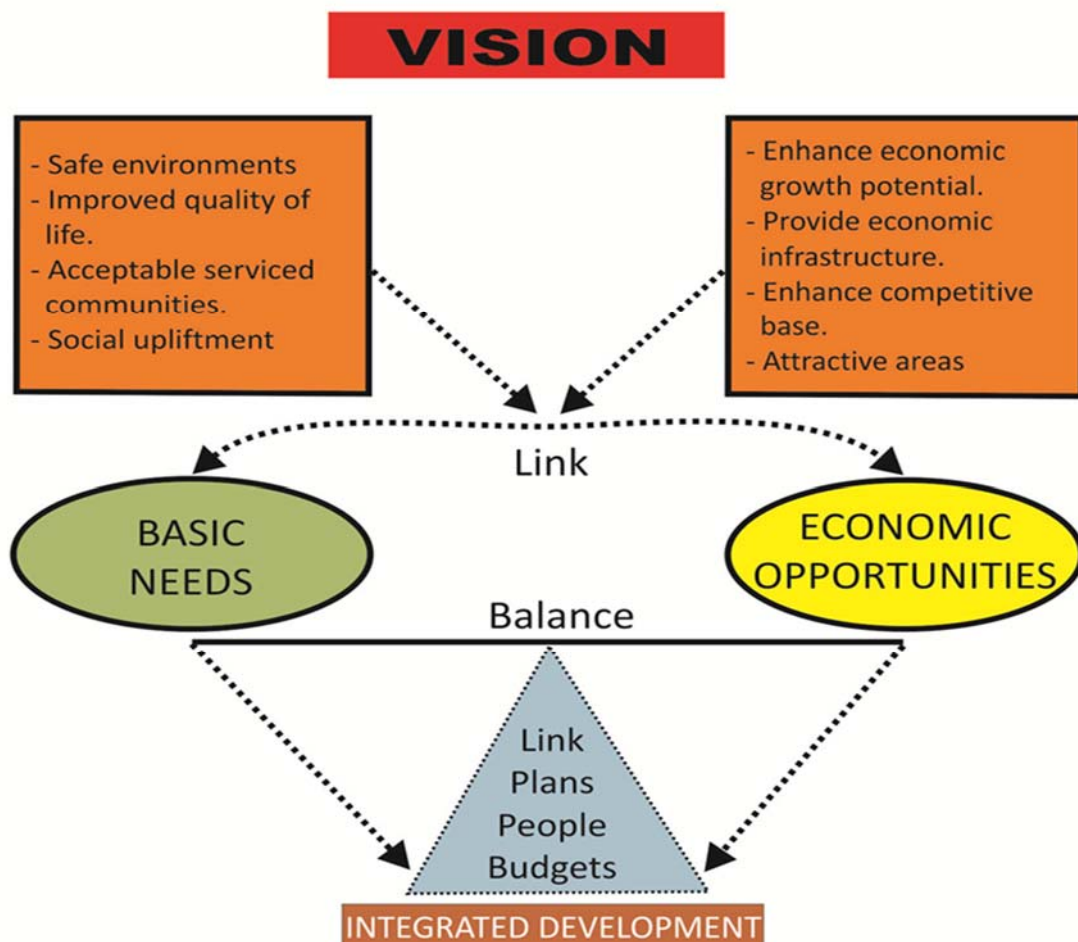 VISION
- Safe environments
- Improved quality of
life.
- Acceptable serviced
communities.
- Social upliftment
- Enhance economic
growth potential.
- Provide economic
infrastructure.
- Enhance competitive
base.
- Attractive areas
Link
BASIC
NEEDS
ECONOMIC
OPPORTUNITIES
Balance
Link
Plans
People
Budgets
INTEGRATED DEVELOPMENT